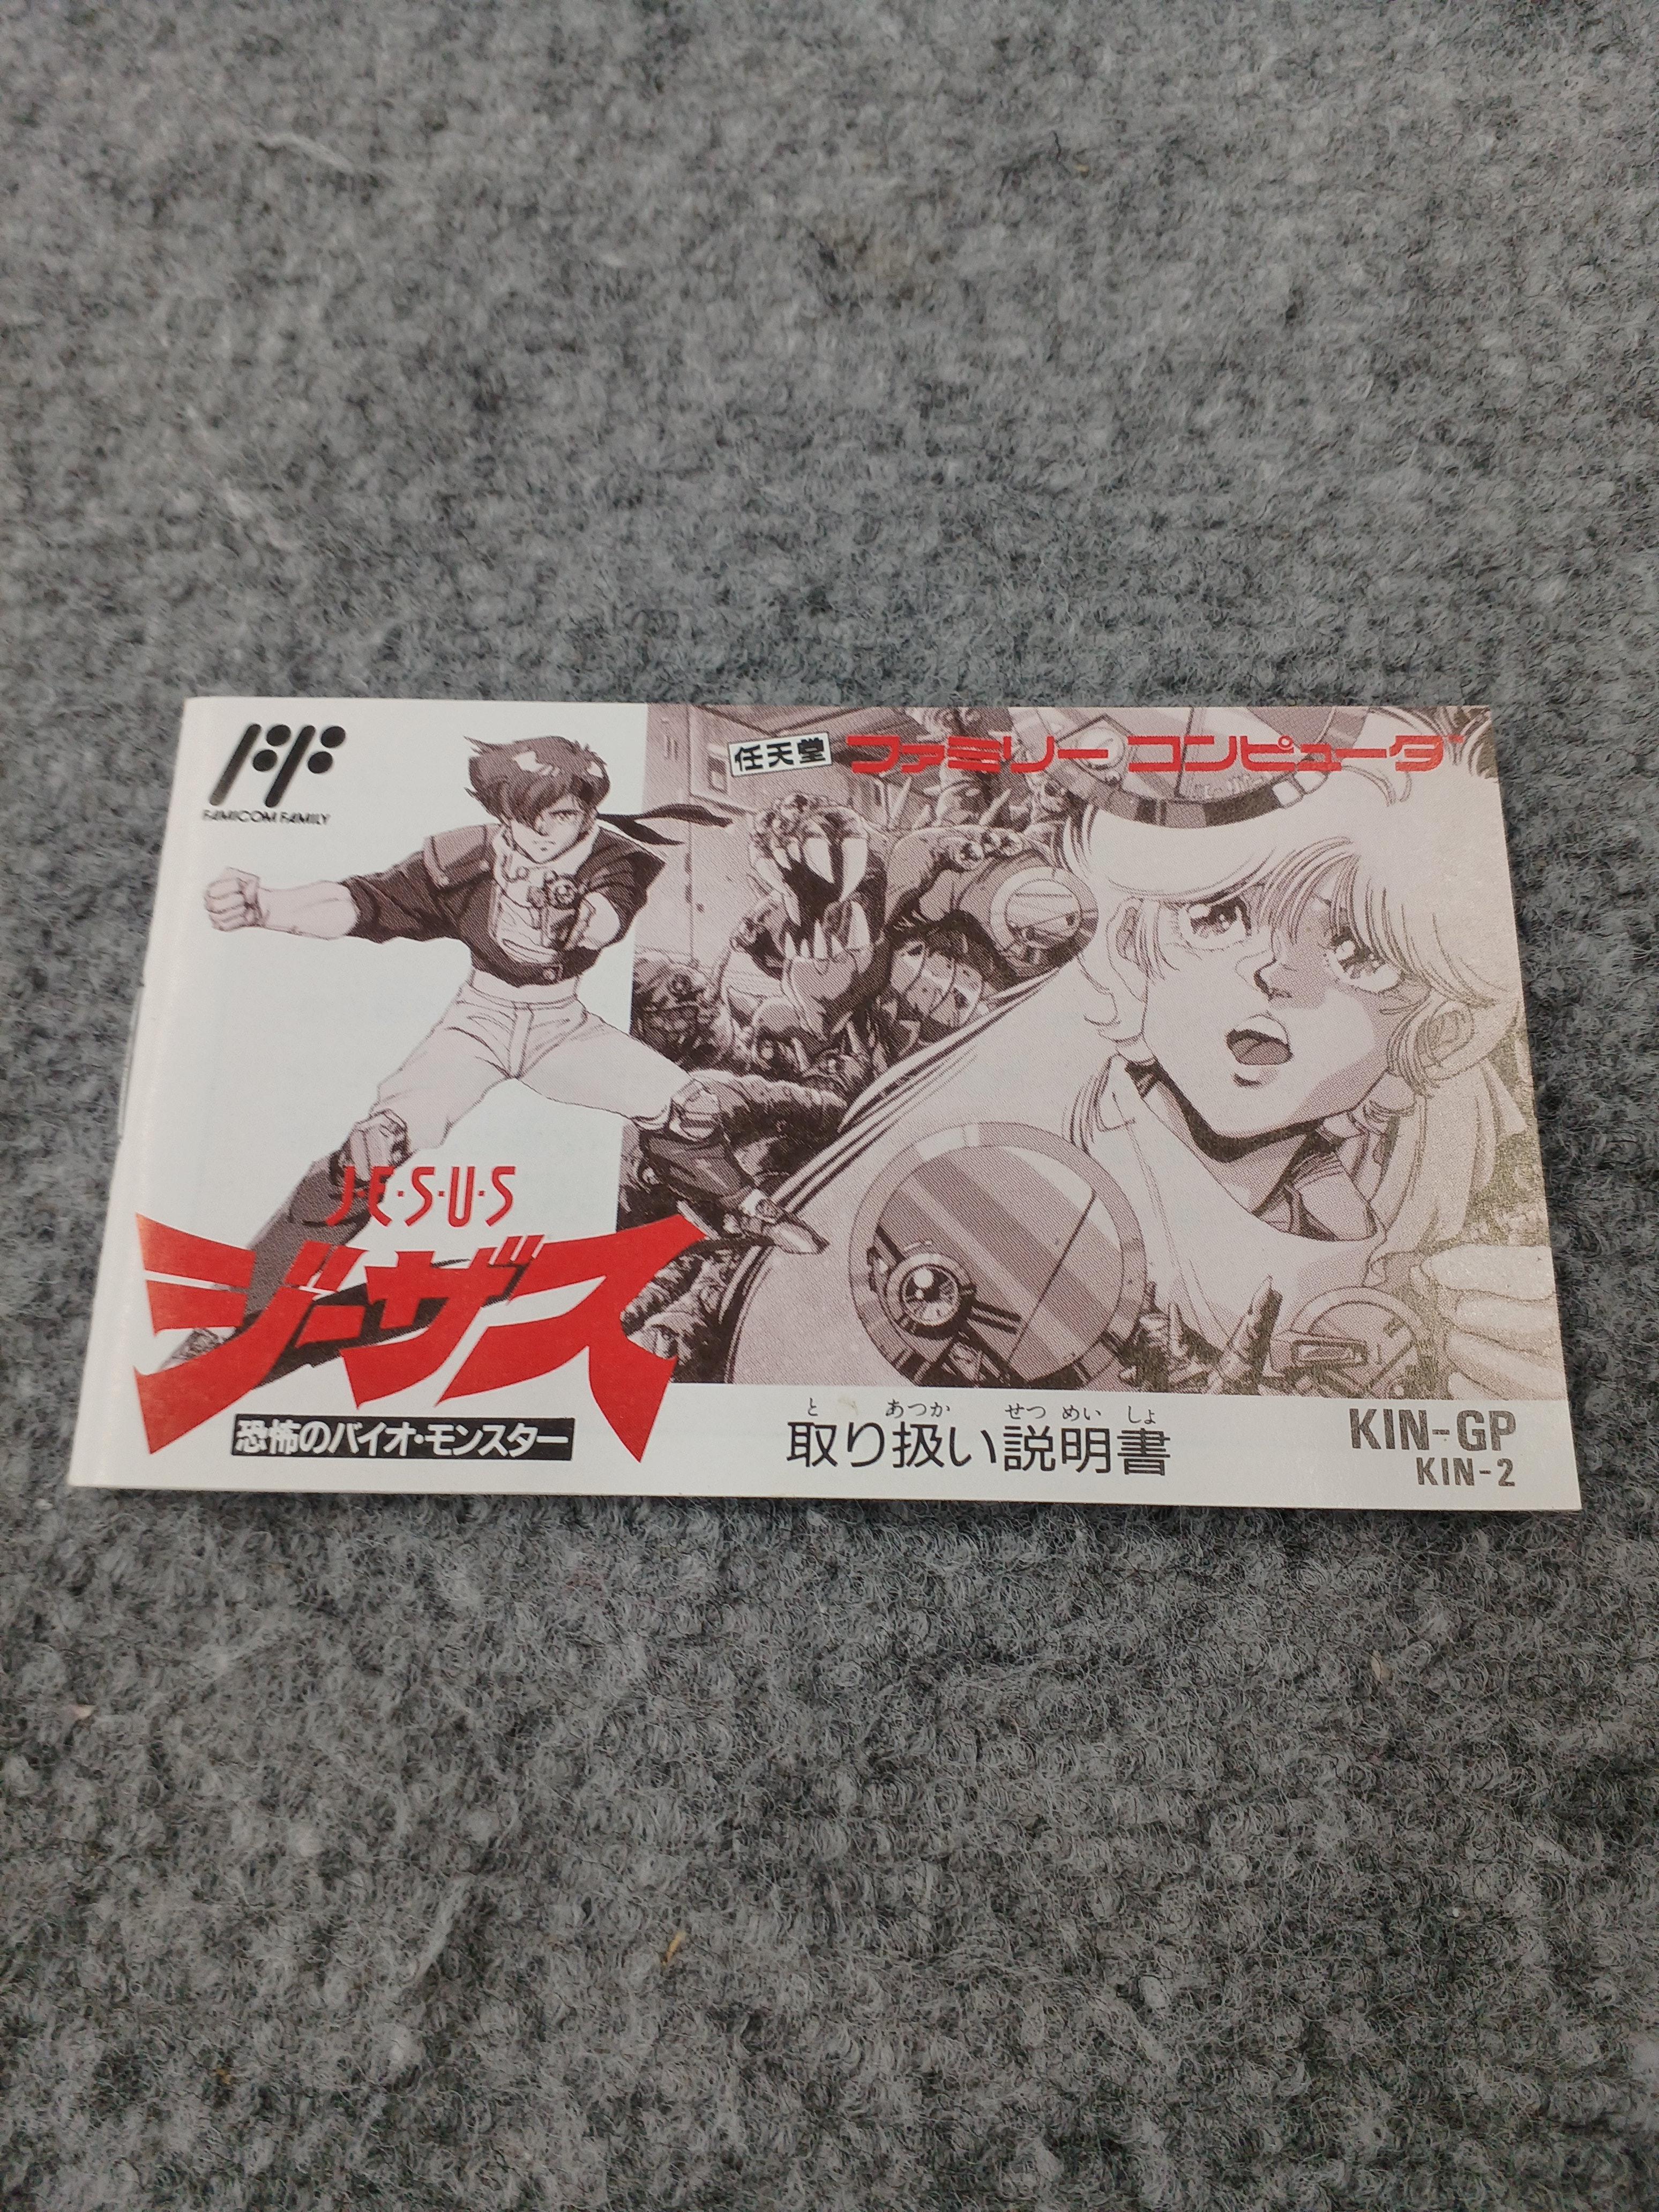 FAMICOM FAMILY
任天堂 ファミリー コンピュータ
J・E・S・U・S
ジーザス
恐怖のバイオ・モンスター
と あつか せつ めい しょ
取り扱い説明書
KIN-GP
KIN-2